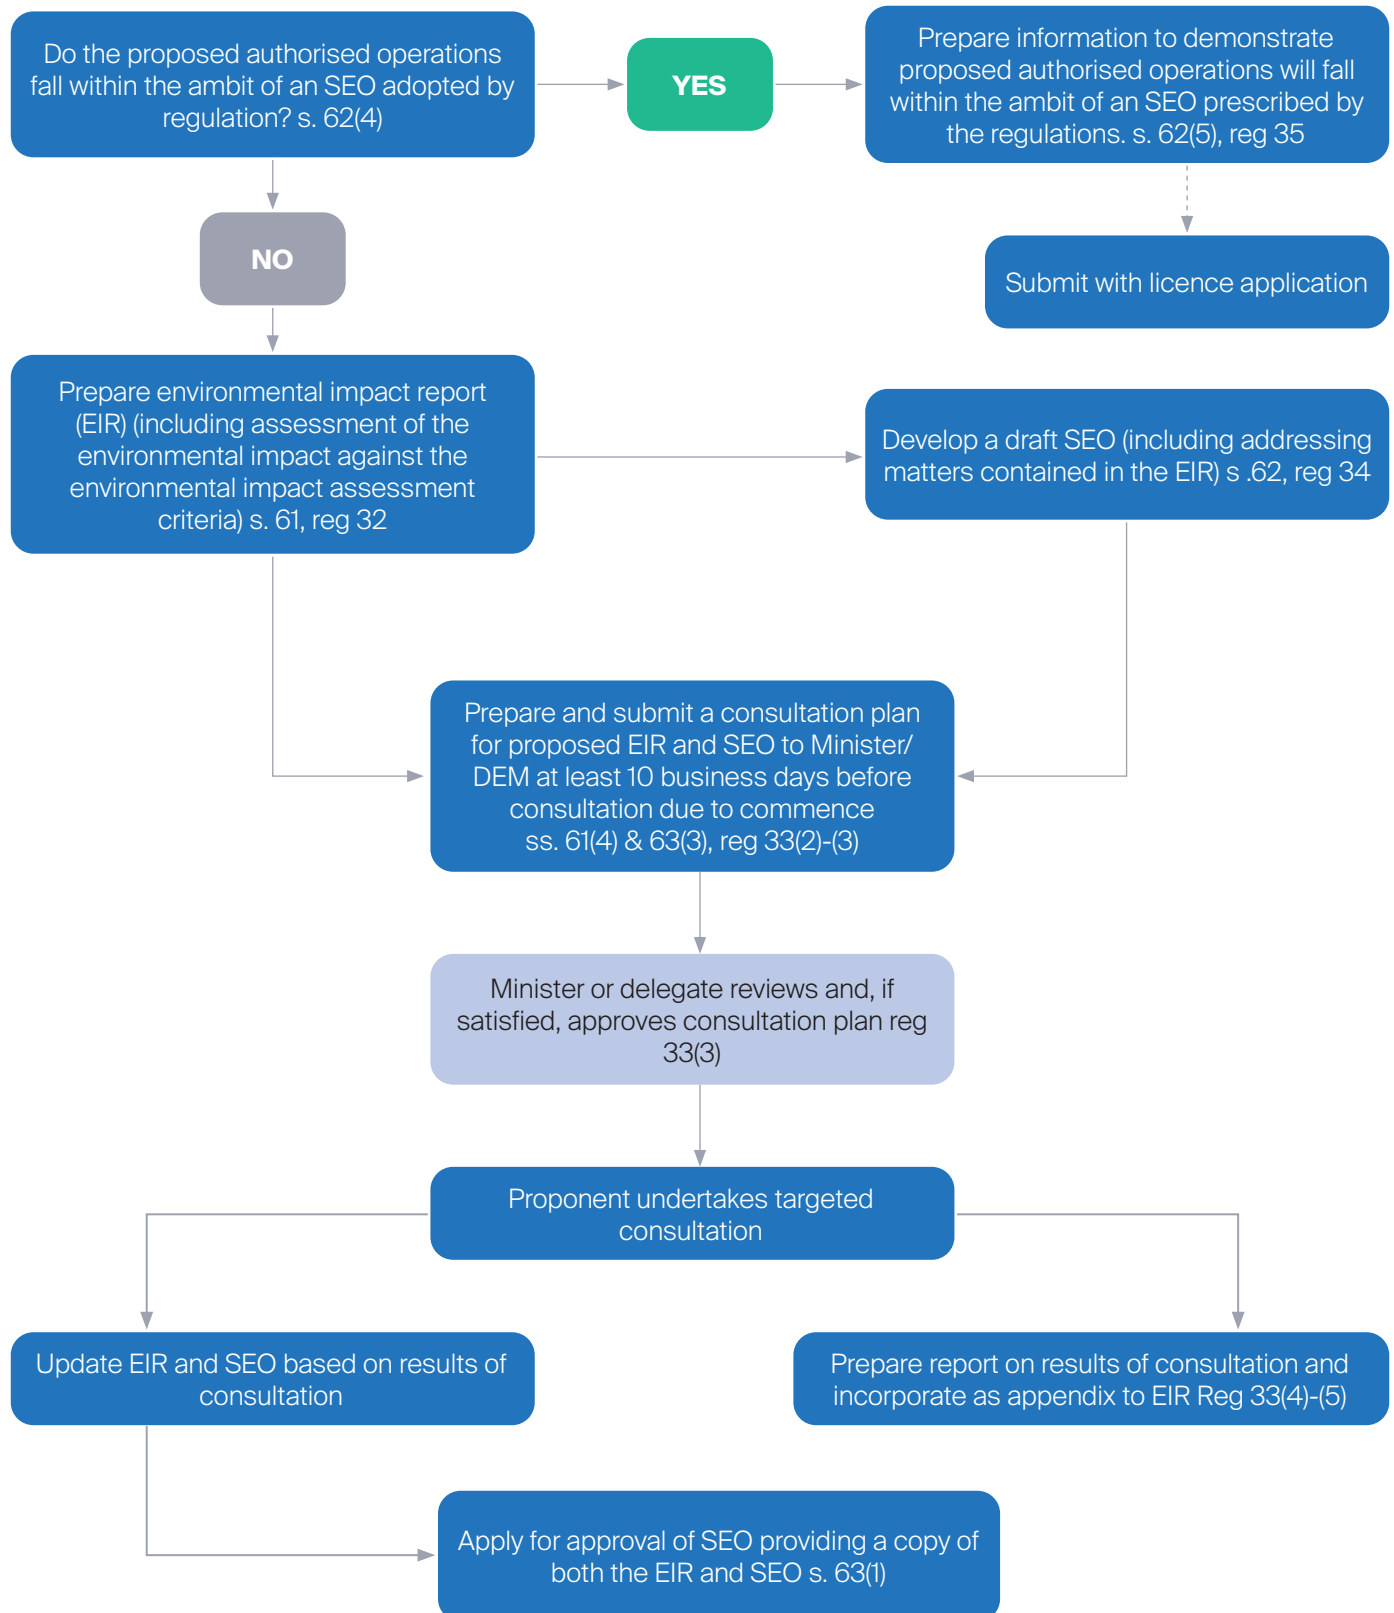 Do the proposed authorised operations
fall within the ambit of an SEO adopted by
regulation? s. 62(4)
YES
Prepare information to demonstrate
proposed authorised operations will fall
within the ambit of an SEO prescribed by
the regulations. s. 62(5), reg 35
NO
Submit with licence application
Prepare environmental impact report
(EIR) (including assessment of the
environmental impact against the
environmental impact assessment
criteria) s. 61, reg 32
Develop a draft SEO (including addressing
matters contained in the EIR) s .62, reg 34
Prepare and submit a consultation plan
for proposed EIR and SEO to Minister/
DEM at least 10 business days before
consultation due to commence
ss. 61(4) & 63(3), reg 33(2)-(3)
Minister or delegate reviews and, if
satisfied, approves consultation plan reg
33(3)
Proponent undertakes targeted
consultation
Update EIR and SEO based on results of
consultation
Prepare report on results of consultation and
incorporate as appendix to EIR Reg 33(4)-(5)
Apply for approval of SEO providing a copy of
both the EIR and SEO s. 63(1)